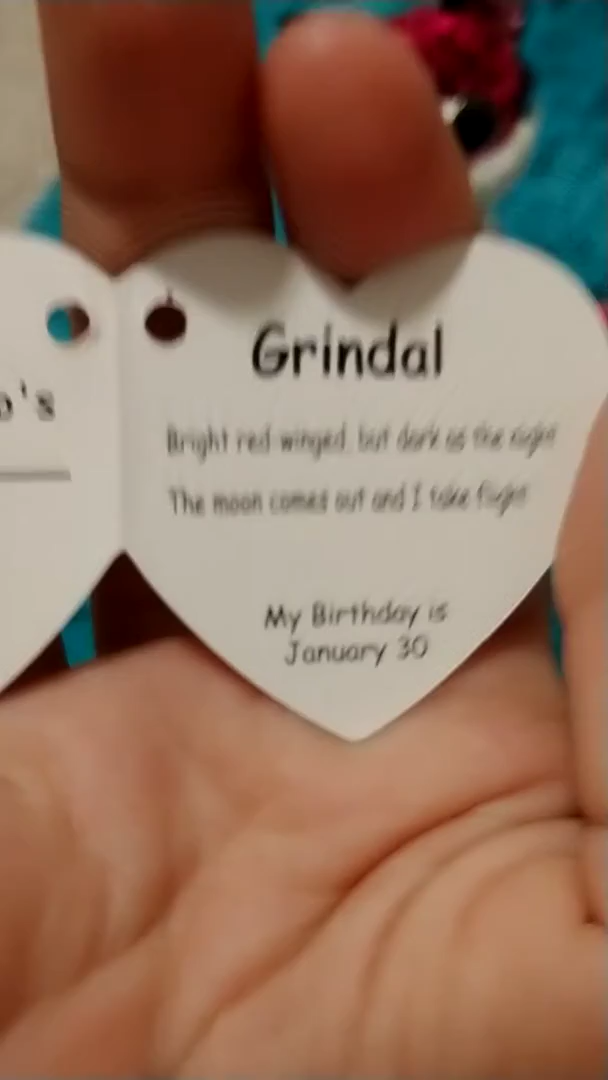 o's
Grindal
Bright red winged, but dark as the night
The moon comes out and I take flight
My Birthday is
January 30